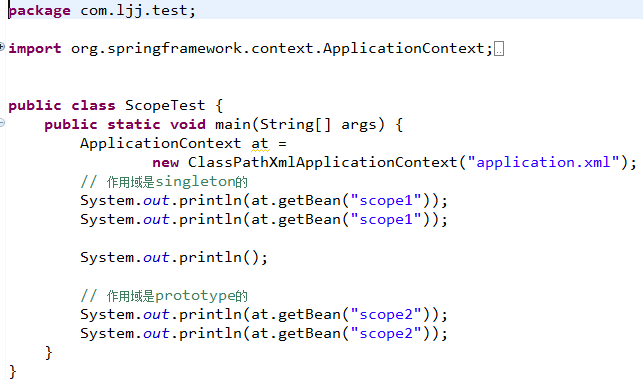 package com.ljj.test;
import org.springframework.context.ApplicationContext;
public class ScopeTest {
    public static void main(String[] args) {
        ApplicationContext at =
                new ClassPathXmlApplicationContext("application.xml");
        // 作用域是singleton的
        System.out.println(at.getBean("scope1"));
        System.out.println(at.getBean("scope1"));
        System.out.println();
        // 作用域是prototype的
        System.out.println(at.getBean("scope2"));
        System.out.println(at.getBean("scope2"));
    }
}